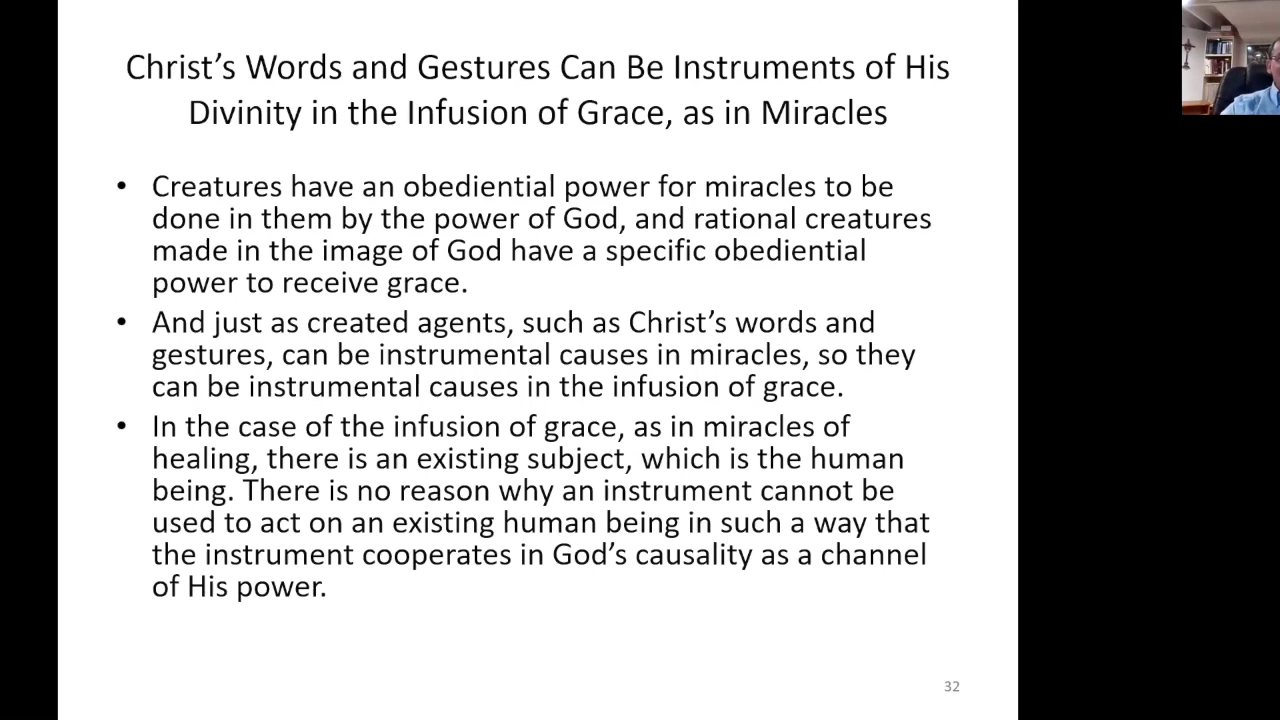 Christ’s Words and Gestures Can Be Instruments of His
Divinity in the Infusion of Grace, as in Miracles
• Creatures have an obediential power for miracles to be
done in them by the power of God, and rational creatures
made in the image of God have a specific obediential
power to receive grace.
• And just as created agents, such as Christ’s words and
gestures, can be instrumental causes in miracles, so they
can be instrumental causes in the infusion of grace.
• In the case of the infusion of grace, as in miracles of
healing, there is an existing subject, which is the human
being. There is no reason why an instrument cannot be
used to act on an existing human being in such a way that
the instrument cooperates in God’s causality as a channel
of His power.
32